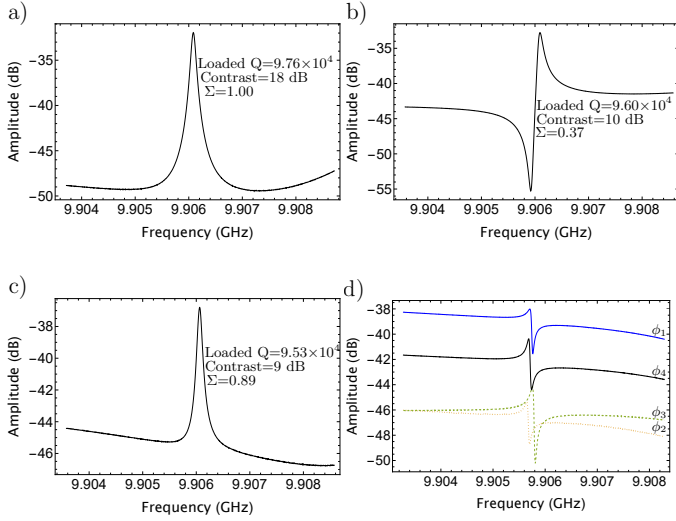 a)
−35
−40
−45
−50
Amplitude (dB)
Loaded Q=9.76×10⁴
Contrast=18 dB
Σ=1.00
9.904
9.905
9.906
9.907
9.908
Frequency (GHz)
b)
−35
−40
−45
−50
−55
Amplitude (dB)
Loaded Q=9.60×10⁴
Contrast=10 dB
Σ=0.37
9.904
9.905
9.906
9.907
9.908
Frequency (GHz)
c)
−38
−40
−42
−44
−46
Amplitude (dB)
Loaded Q=9.53×10⁴
Contrast=9 dB
Σ=0.89
9.904
9.905
9.906
9.907
9.908
Frequency (GHz)
d)
−38
−40
−42
−44
−46
−48
−50
Amplitude (dB)
ϕ₁
ϕ₄
ϕ₃
ϕ₂
9.904
9.905
9.906
9.907
9.908
Frequency (GHz)